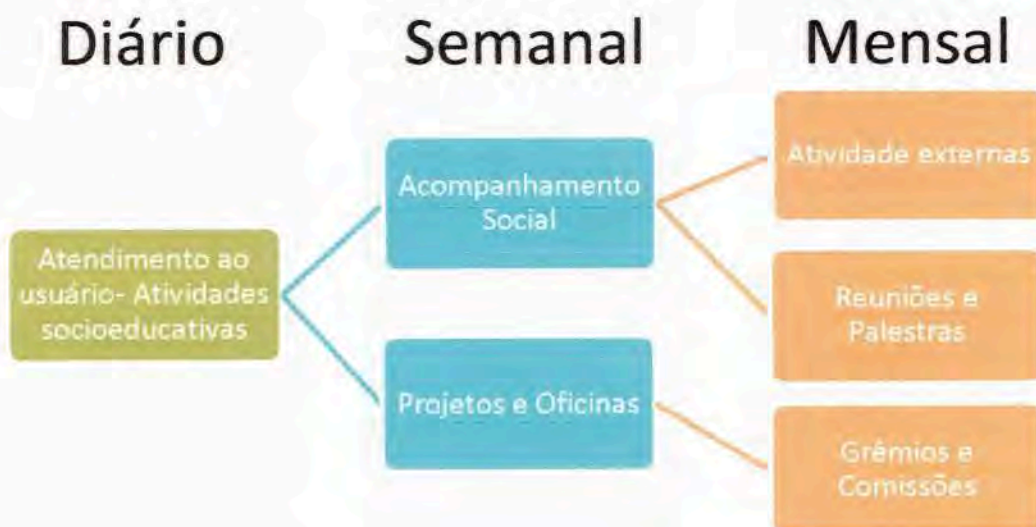 Diário
Semanal
Mensal
Atendimento ao
usuário- Atividades
socioeducativas
Acompanhamento
Social
Projetos e Oficinas
Atividade externas
Reuniões e
Palestras
Grêmios e
Comissões